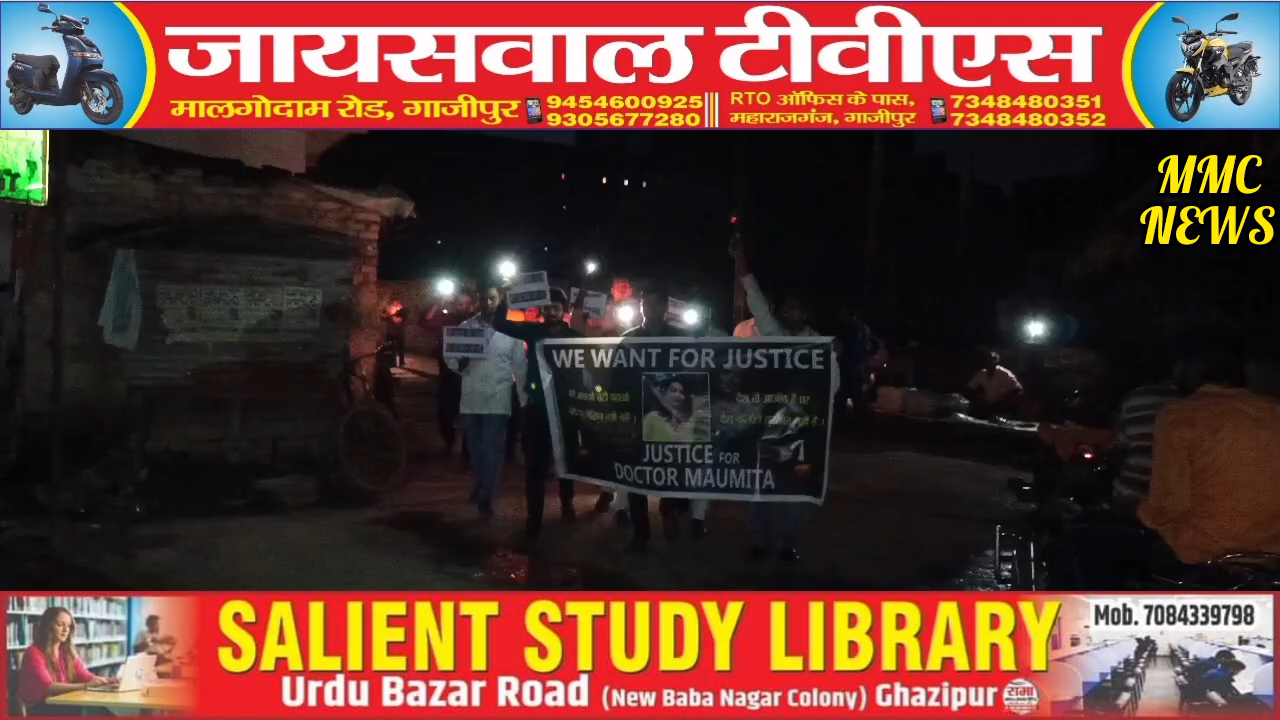 जायसवाल टीवीएस
मालगोदाम रोड, गाजीपुर
9454600925
9305677280
RTO ऑफिस के पास,
महाराजगंज, गाजीपुर
7348480351
7348480352
MMC
NEWS
WE WANT FOR JUSTICE
JUSTICE FOR
DOCTOR MAUMITA
SALIENT STUDY LIBRARY
Mob. 7084339798
Urdu Bazar Road (New Baba Nagar Colony) Ghazipur